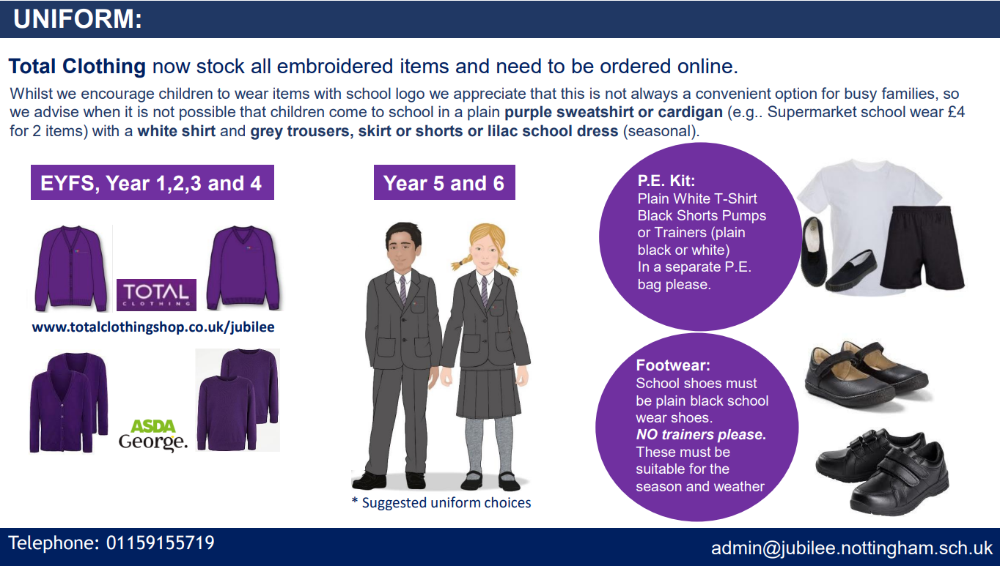 UNIFORM:
Total Clothing now stock all embroidered items and need to be ordered online.
Whilst we encourage children to wear items with school logo we appreciate that this is not always a convenient option for busy families, so
we advise when it is not possible that children come to school in a plain purple sweatshirt or cardigan (e.g.. Supermarket school wear £4
for 2 items) with a white shirt and grey trousers, skirt or shorts or lilac school dress (seasonal).
EYFS, Year 1,2,3 and 4
TOTAL
CLOTHING
www.totalclothingshop.co.uk/jubilee
ASDA
George.
Year 5 and 6
* Suggested uniform choices
P.E. Kit:
Plain White T-Shirt
Black Shorts Pumps
or Trainers (plain
black or white)
In a separate P.E.
bag please.
Footwear:
School shoes must
be plain black school
wear shoes.
NO trainers please.
These must be
suitable for the
season and weather
Telephone: 01159155719
admin@jubilee.nottingham.sch.uk